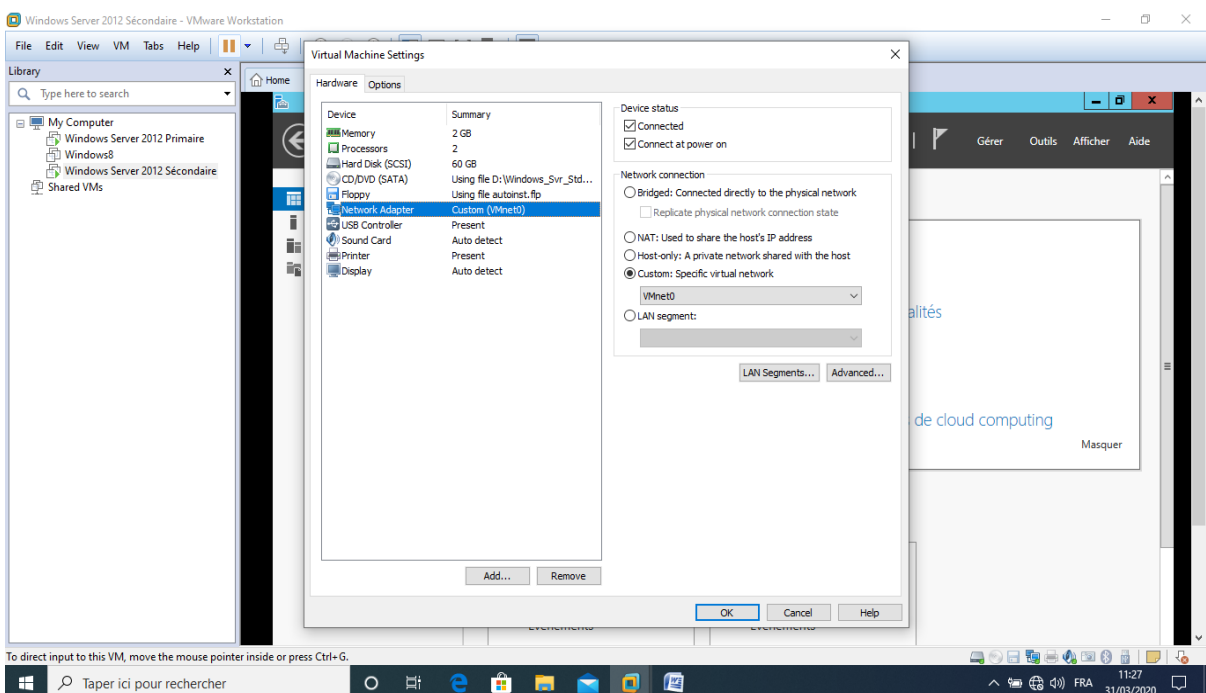 Windows Server 2012 Sécondaire - VMware Workstation
File Edit View VM Tabs Help
Library
Type here to search
My Computer
Windows Server 2012 Primaire
Windows8
Windows Server 2012 Sécondaire
Shared VMs
Home
Gérer Outils Afficher Aide
alités
de cloud computing
Masquer
Virtual Machine Settings
Hardware Options
Device Summary
Memory 2 GB
Processors 2
Hard Disk (SCSI) 60 GB
CD/DVD (SATA) Using file D:\Windows_Svr_Std...
Floppy Using file autoinst.flp
Network Adapter Custom (VMnet0)
USB Controller Present
Sound Card Auto detect
Printer Present
Display Auto detect
Add... Remove
Device status
Connected
Connect at power on
Network connection
Bridged: Connected directly to the physical network
Replicate physical network connection state
NAT: Used to share the host's IP address
Host-only: A private network shared with the host
Custom: Specific virtual network
VMnet0
LAN segment:
LAN Segments... Advanced...
OK Cancel Help
To direct input to this VM, move the mouse pointer inside or press Ctrl+G.
Taper ici pour rechercher
FRA
11:27
31/03/2020